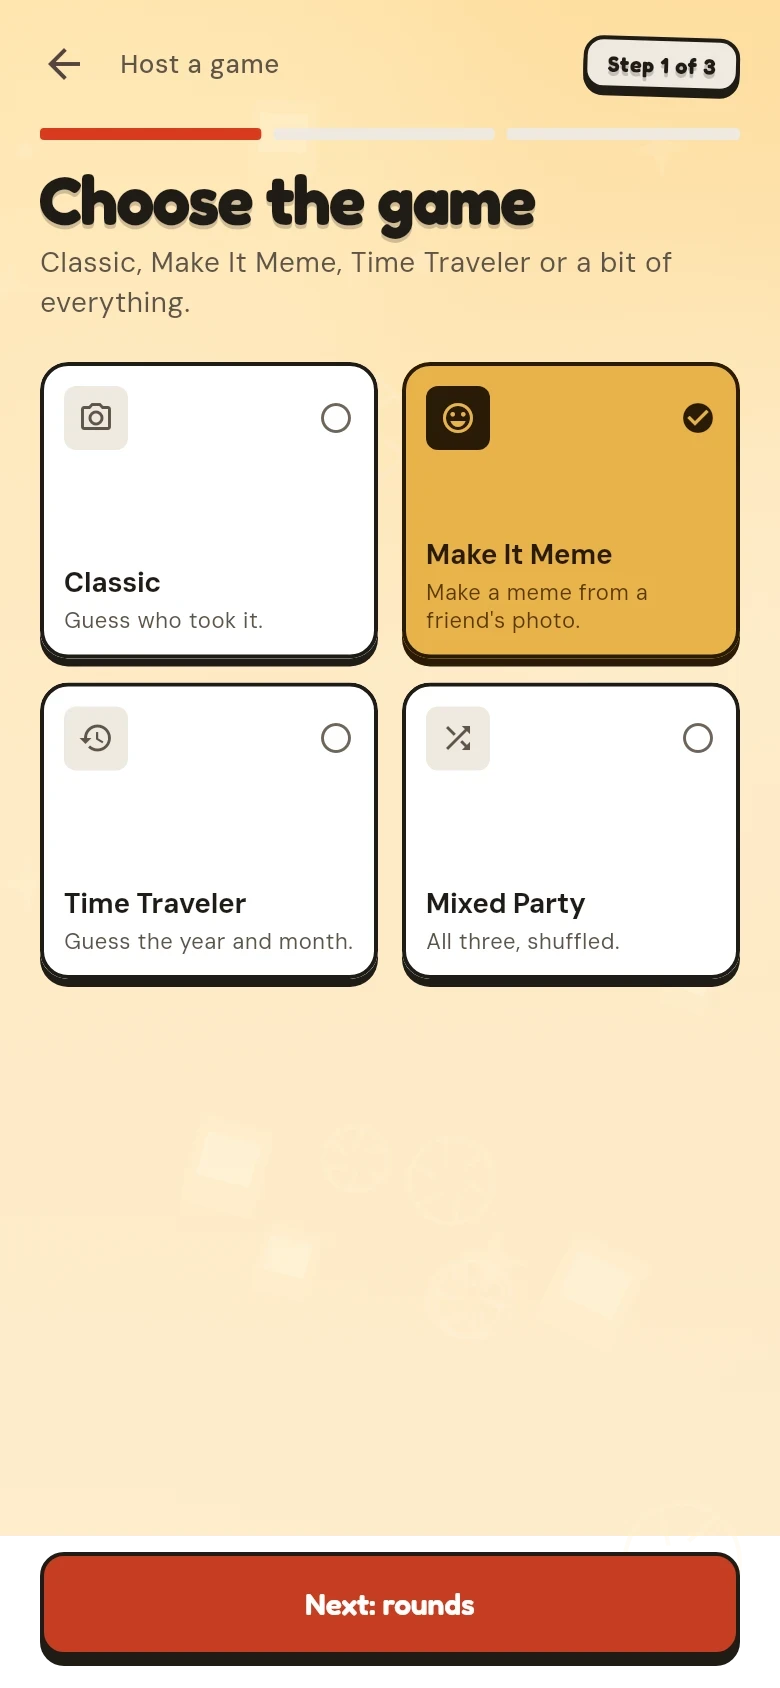 Host a game
Step 1 of 3
Choose the game
Classic, Make It Meme, Time Traveler or a bit of
everything.
Classic
Guess who took it.
Make It Meme
Make a meme from a
friend's photo.
Time Traveler
Guess the year and month.
Mixed Party
All three, shuffled.
Next: rounds